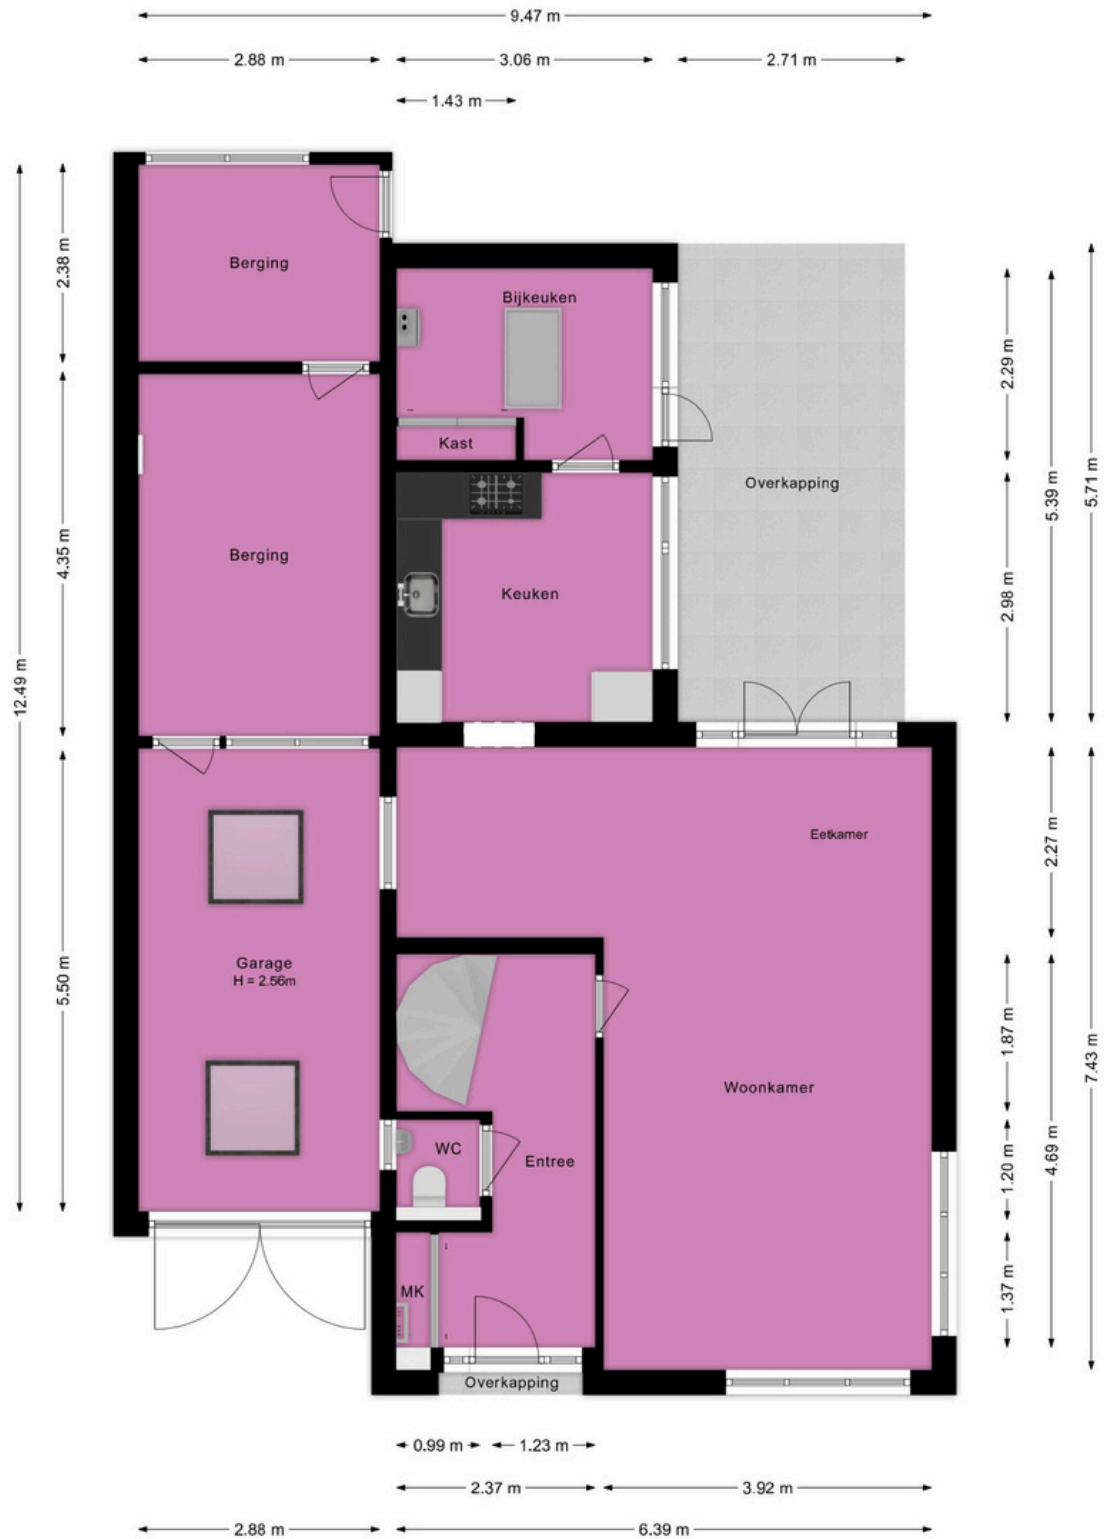 9.47 m
2.88 m
3.06 m
2.71 m
1.43 m
Berging
Bijkeuken
Kast
Overkapping
Berging
Keuken
Eetkamer
Garage
H = 2.56m
Woonkamer
WC
Entree
MK
Overkapping
12.49 m
2.38 m
4.35 m
5.50 m
2.29 m
2.98 m
5.39 m
5.71 m
2.27 m
1.87 m
1.20 m
1.37 m
4.69 m
7.43 m
0.99 m
1.23 m
2.37 m
3.92 m
2.88 m
6.39 m